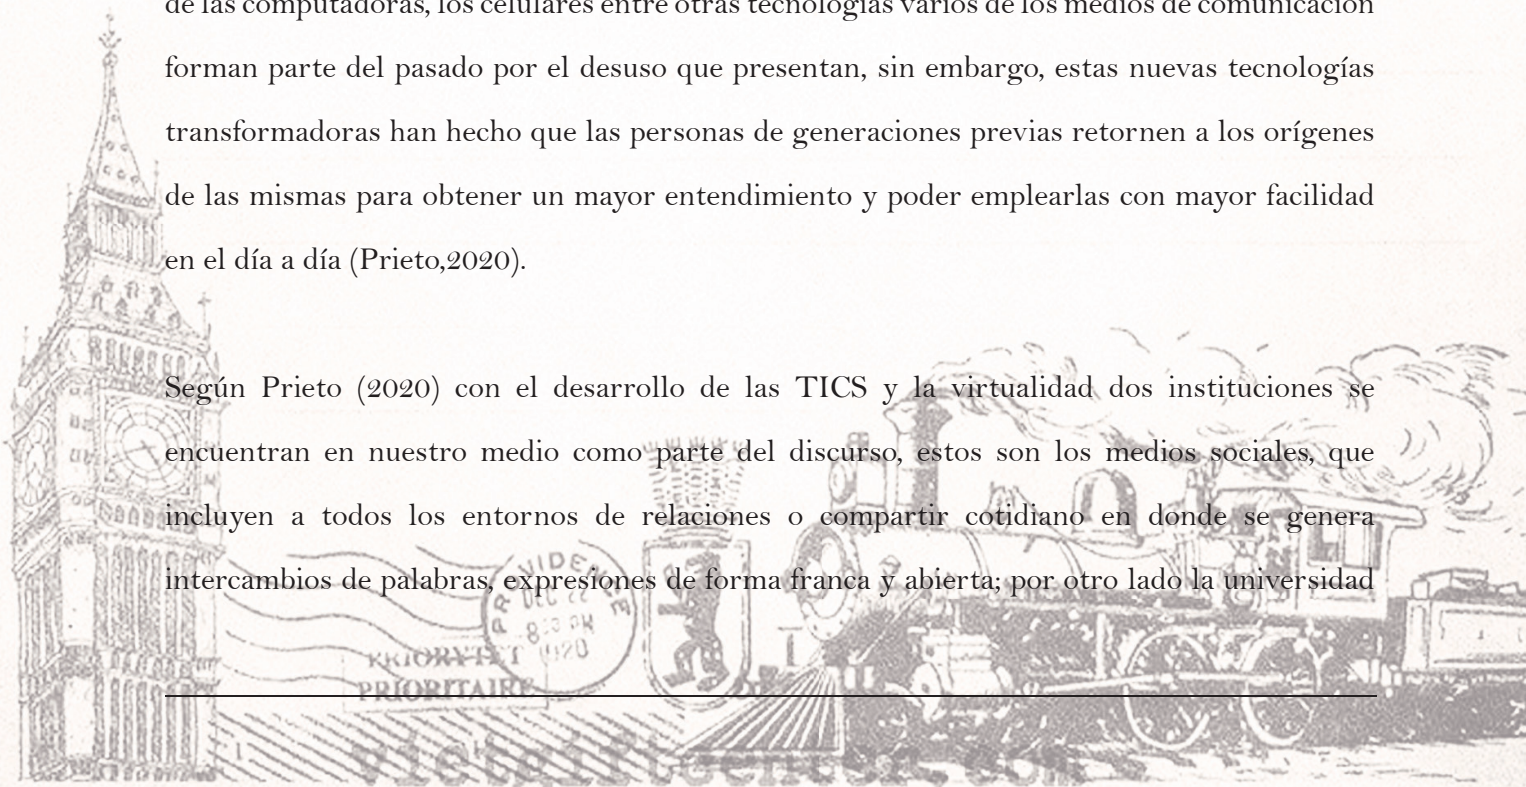 de las computadoras, los celulares entre otras tecnologías varios de los medios de comunicación
forman parte del pasado por el desuso que presentan, sin embargo, estas nuevas tecnologías
transformadoras han hecho que las personas de generaciones previas retornen a los orígenes
de las mismas para obtener un mayor entendimiento y poder emplearlas con mayor facilidad
en el día a día (Prieto,2020).
Según Prieto (2020) con el desarrollo de las TICS y la virtualidad dos instituciones se
encuentran en nuestro medio como parte del discurso, estos son los medios sociales, que
incluyen a todos los entornos de relaciones o compartir cotidiano en donde se genera
intercambios de palabras, expresiones de forma franca y abierta; por otro lado la universidad
PRIORITAIRE